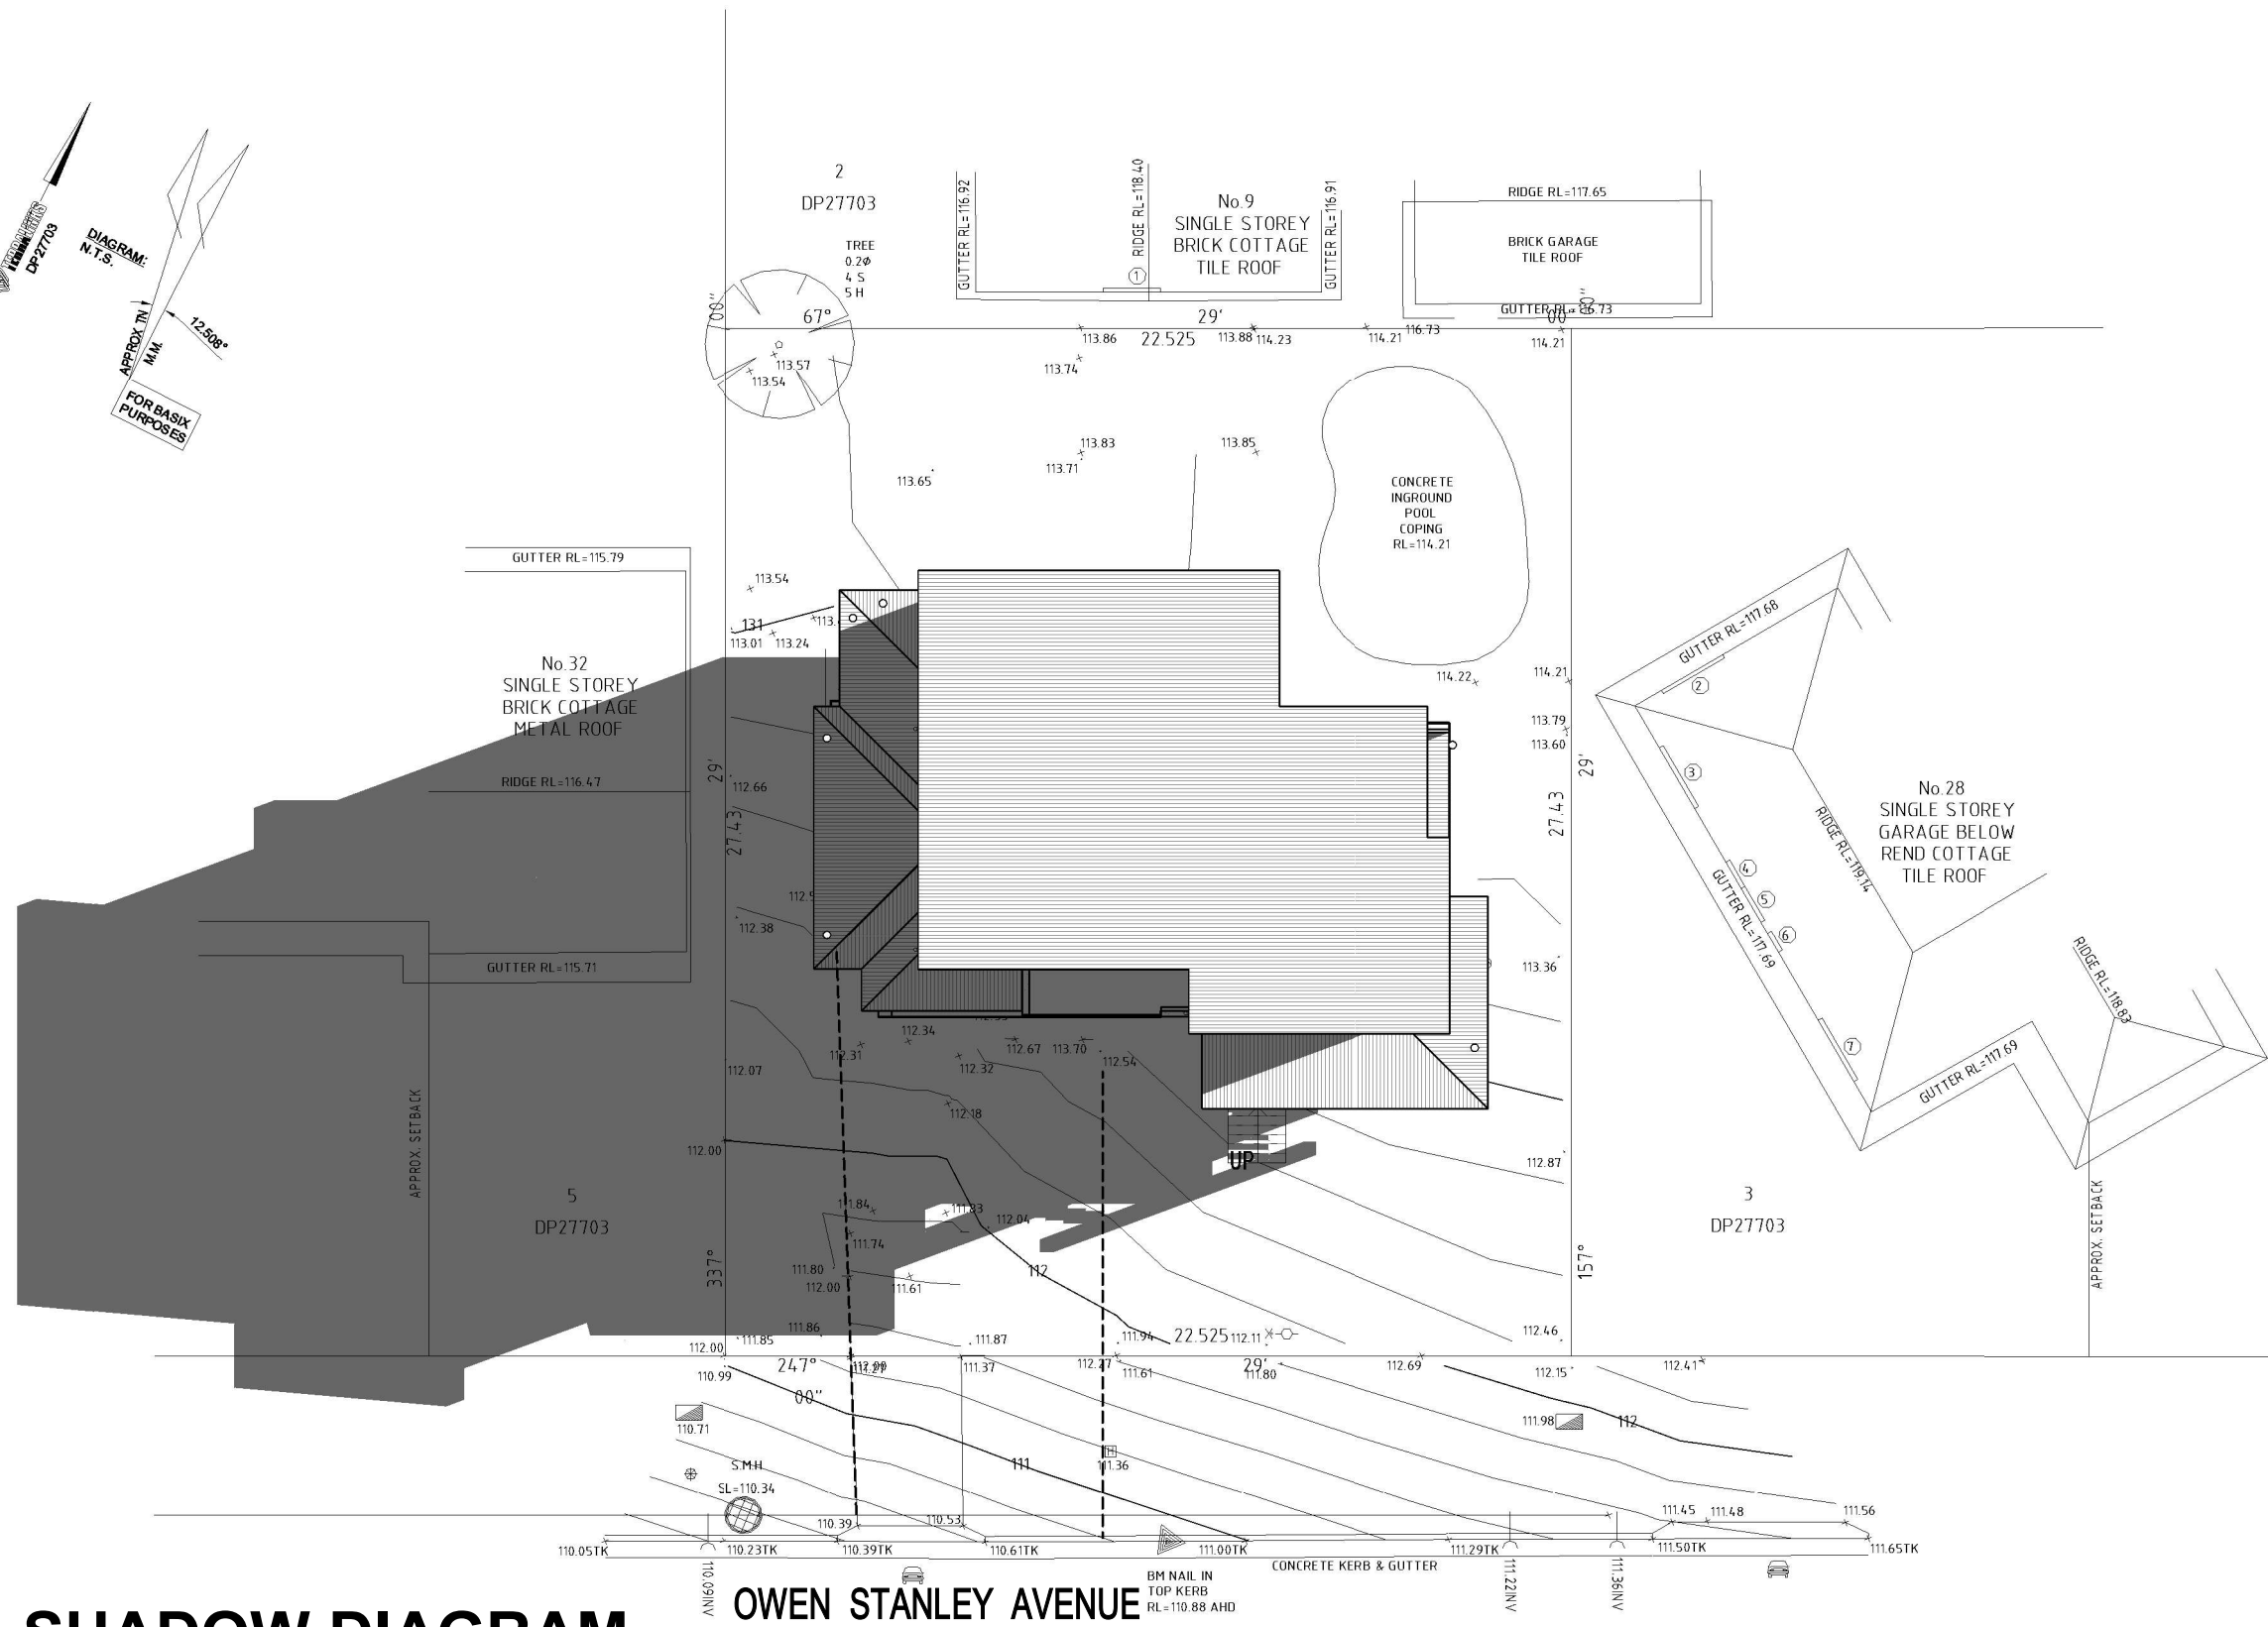 DP27703
DIAGRAM:
N.T.S.
APPROX TN
M.M.
12.508°
FOR BASIX
PURPOSES
2
DP27703
TREE
0.2Ø
4 S
5 H
GUTTER RL=116.92
RIDGE RL=118.40
1
No.9
SINGLE STOREY
BRICK COTTAGE
TILE ROOF
GUTTER RL=116.91
RIDGE RL=117.65
BRICK GARAGE
TILE ROOF
GUTTER RL=116.73
00"
67°
29'
00"
113.86
22.525
113.88
114.23
114.21
116.73
114.21
113.57
113.54
113.74
113.83
113.71
113.85
113.65
CONCRETE
INGROUND
POOL
COPING
RL=114.21
GUTTER RL=115.79
113.54
131
113.01
113.24
No.32
SINGLE STOREY
BRICK COTTAGE
METAL ROOF
RIDGE RL=116.47
29'
27.43
112.66
112.38
GUTTER RL=115.71
114.22
114.21
113.79
113.60
29'
27.43
113.36
GUTTER RL=117.68
2
3
4
5
6
7
GUTTER RL=117.69
RIDGE RL=119.14
No.28
SINGLE STOREY
GARAGE BELOW
REND COTTAGE
TILE ROOF
RIDGE RL=118.83
GUTTER RL=117.69
112.34
112.31
112.32
112.67
113.70
112.54
112.07
112.18
112.00
UP
112.87
APPROX. SETBACK
5
DP27703
337°
111.84
111.83
112.04
111.74
111.80
112.00
111.61
112
157°
3
DP27703
APPROX. SETBACK
111.86
111.85
111.87
111.94
22.525
112.11
112.46
112.00
247°
00"
110.99
111.37
112.27
111.61
29'
111.80
112.69
112.15
112.41
110.71
111.98
112
S.M.H
SL=110.34
111
H
111.36
110.39
110.53
111.45
111.48
111.56
110.05TK
110.23TK
110.39TK
110.61TK
111.00TK
111.29TK
111.50TK
111.65TK
CONCRETE KERB & GUTTER
110.09INV
111.22INV
111.36INV
OWEN STANLEY AVENUE
BM NAIL IN
TOP KERB
RL=110.88 AHD
SHADOW DIAGRAM